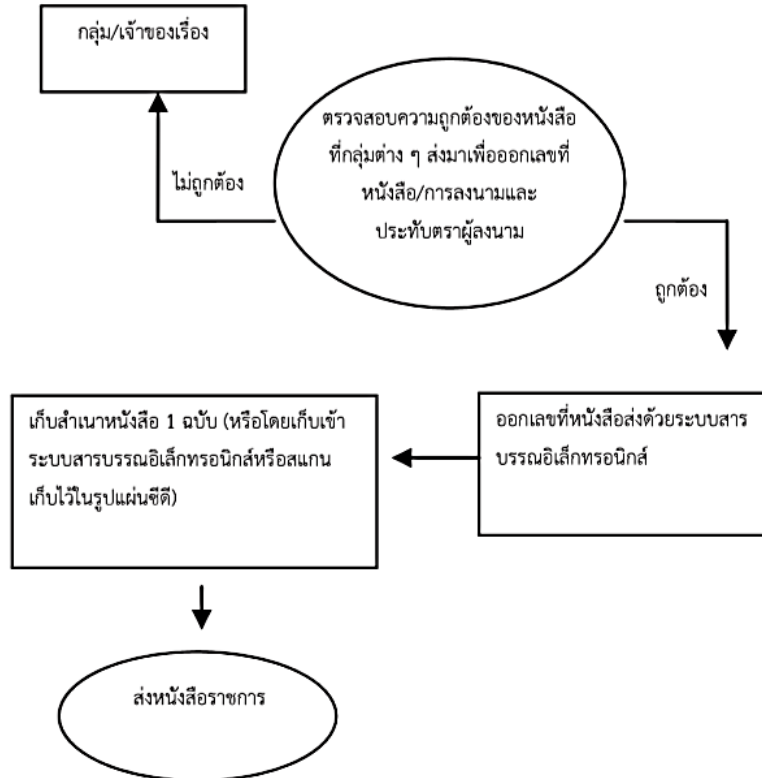 กลุ่ม/เจ้าของเรื่อง
ตรวจสอบความถูกต้องของหนังสือ
ที่กลุ่มต่าง ๆ ส่งมาเพื่อออกเลขที่
หนังสือ/การลงนามและ
ประทับตราผู้ลงนาม
ไม่ถูกต้อง
ถูกต้อง
ออกเลขที่หนังสือส่งด้วยระบบสาร
บรรณอิเล็กทรอนิกส์
เก็บสำเนาหนังสือ 1 ฉบับ (หรือโดยเก็บเข้า
ระบบสารบรรณอิเล็กทรอนิกส์หรือสแกน
เก็บไว้ในรูปแผ่นซีดี)
ส่งหนังสือราชการ